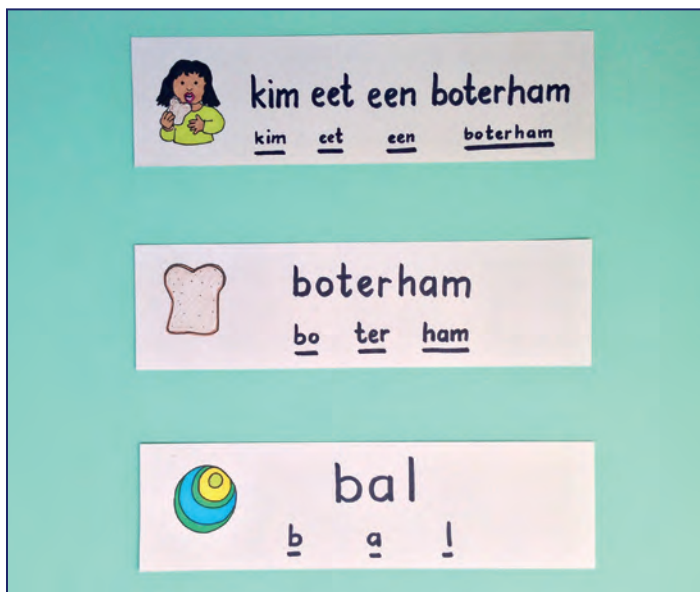 kim eet een boterham
kim eet een boterham
boterham
bo ter ham
bal
b a l